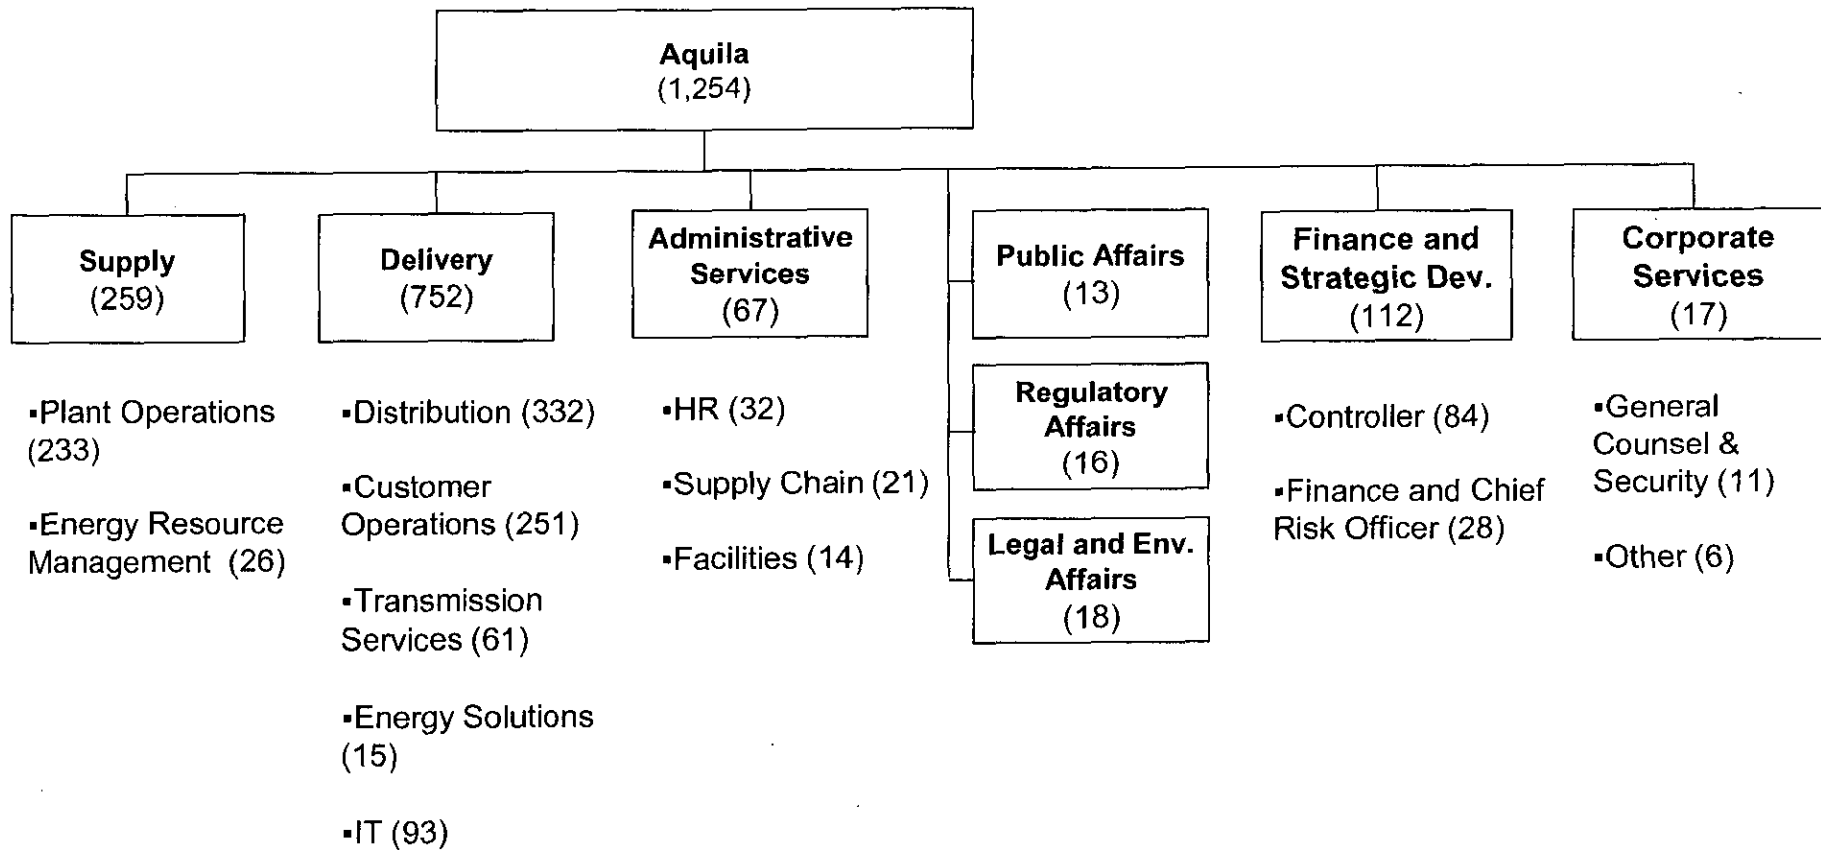 Aquila
(1,254)
Supply
(259)
Delivery
(752)
Administrative
Services
(67)
Public Affairs
(13)
Finance and
Strategic Dev.
(112)
Corporate
Services
(17)
Regulatory
Affairs
(16)
Legal and Env.
Affairs
(18)
▪Plant Operations
(233)
▪Energy Resource
Management (26)
▪Distribution (332)
▪Customer
Operations (251)
▪Transmission
Services (61)
▪Energy Solutions
(15)
▪IT (93)
▪HR (32)
▪Supply Chain (21)
▪Facilities (14)
▪Controller (84)
▪Finance and Chief
Risk Officer (28)
▪General
Counsel &
Security (11)
▪Other (6)